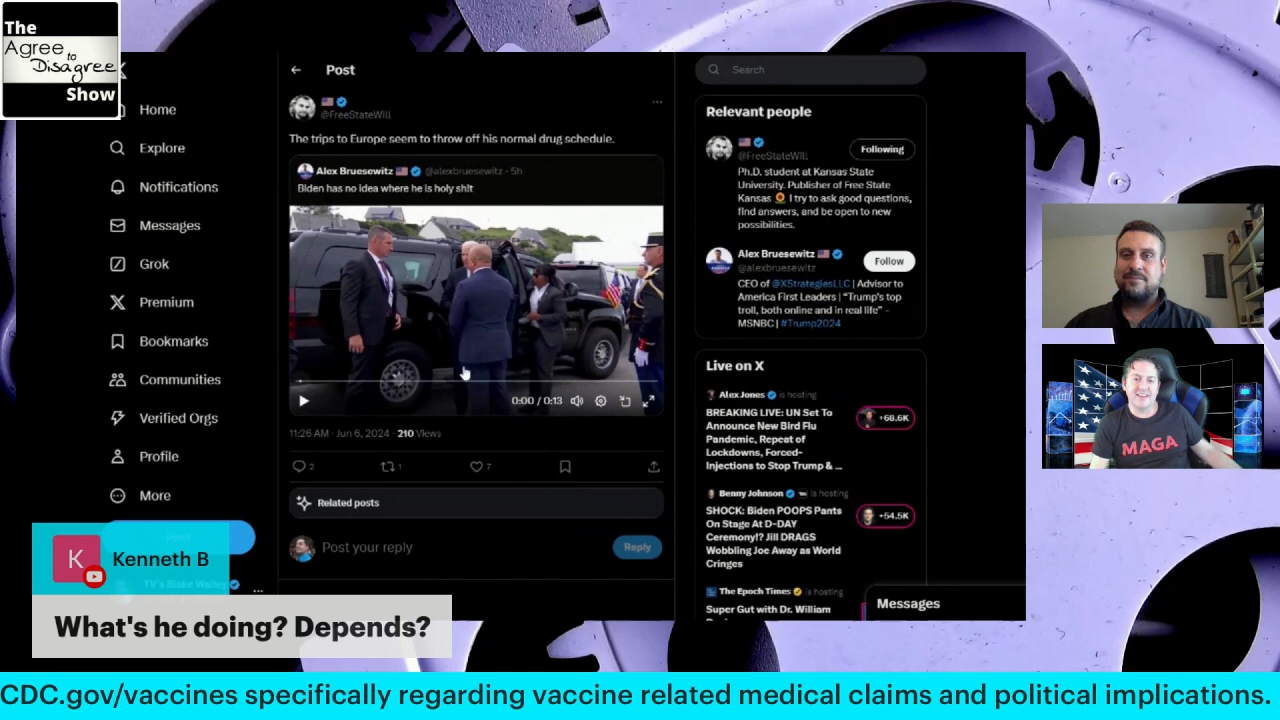 The
Agree
to
Disagree
Show
Home
Explore
Notifications
Messages
Grok
Premium
Bookmarks
Communities
Verified Orgs
Profile
More
Post
@FreeStateWill
The trips to Europe seem to throw off his normal drug schedule.
Alex Bruesewitz @alexbruesewitz · 5h
Biden has no idea where he is holy sh!t
0:00 / 0:13
11:26 AM · Jun 6, 2024 · 210 Views
2
1
7
Related posts
Post your reply
Reply
Search
Relevant people
@FreeStateWill
Following
Ph.D. student at Kansas State
University. Publisher of Free State
Kansas 🌻 I try to ask good questions,
find answers, and be open to new
possibilities.
Alex Bruesewitz
@alexbruesewitz
Follow
CEO of @XStrategiesLLC | Advisor to
America First Leaders | “Trump’s top
troll, both online and in real life” -
MSNBC | #Trump2024
Live on X
Alex Jones is hosting
BREAKING LIVE: UN Set To
Announce New Bird Flu
Pandemic, Repeat of
Lockdowns, Forced-
Injections to Stop Trump & ...
+68.6K
Benny Johnson is hosting
SHOCK: Biden POOPS Pants
On Stage At D-DAY
Ceremony!? Jill DRAGS
Wobbling Joe Away as World
Cringes
+54.5K
The Epoch Times is hosting
Super Gut with Dr. William
Messages
MAGA
K
Kenneth B
What's he doing? Depends?
CDC.gov/vaccines specifically regarding vaccine related medical claims and political implications.